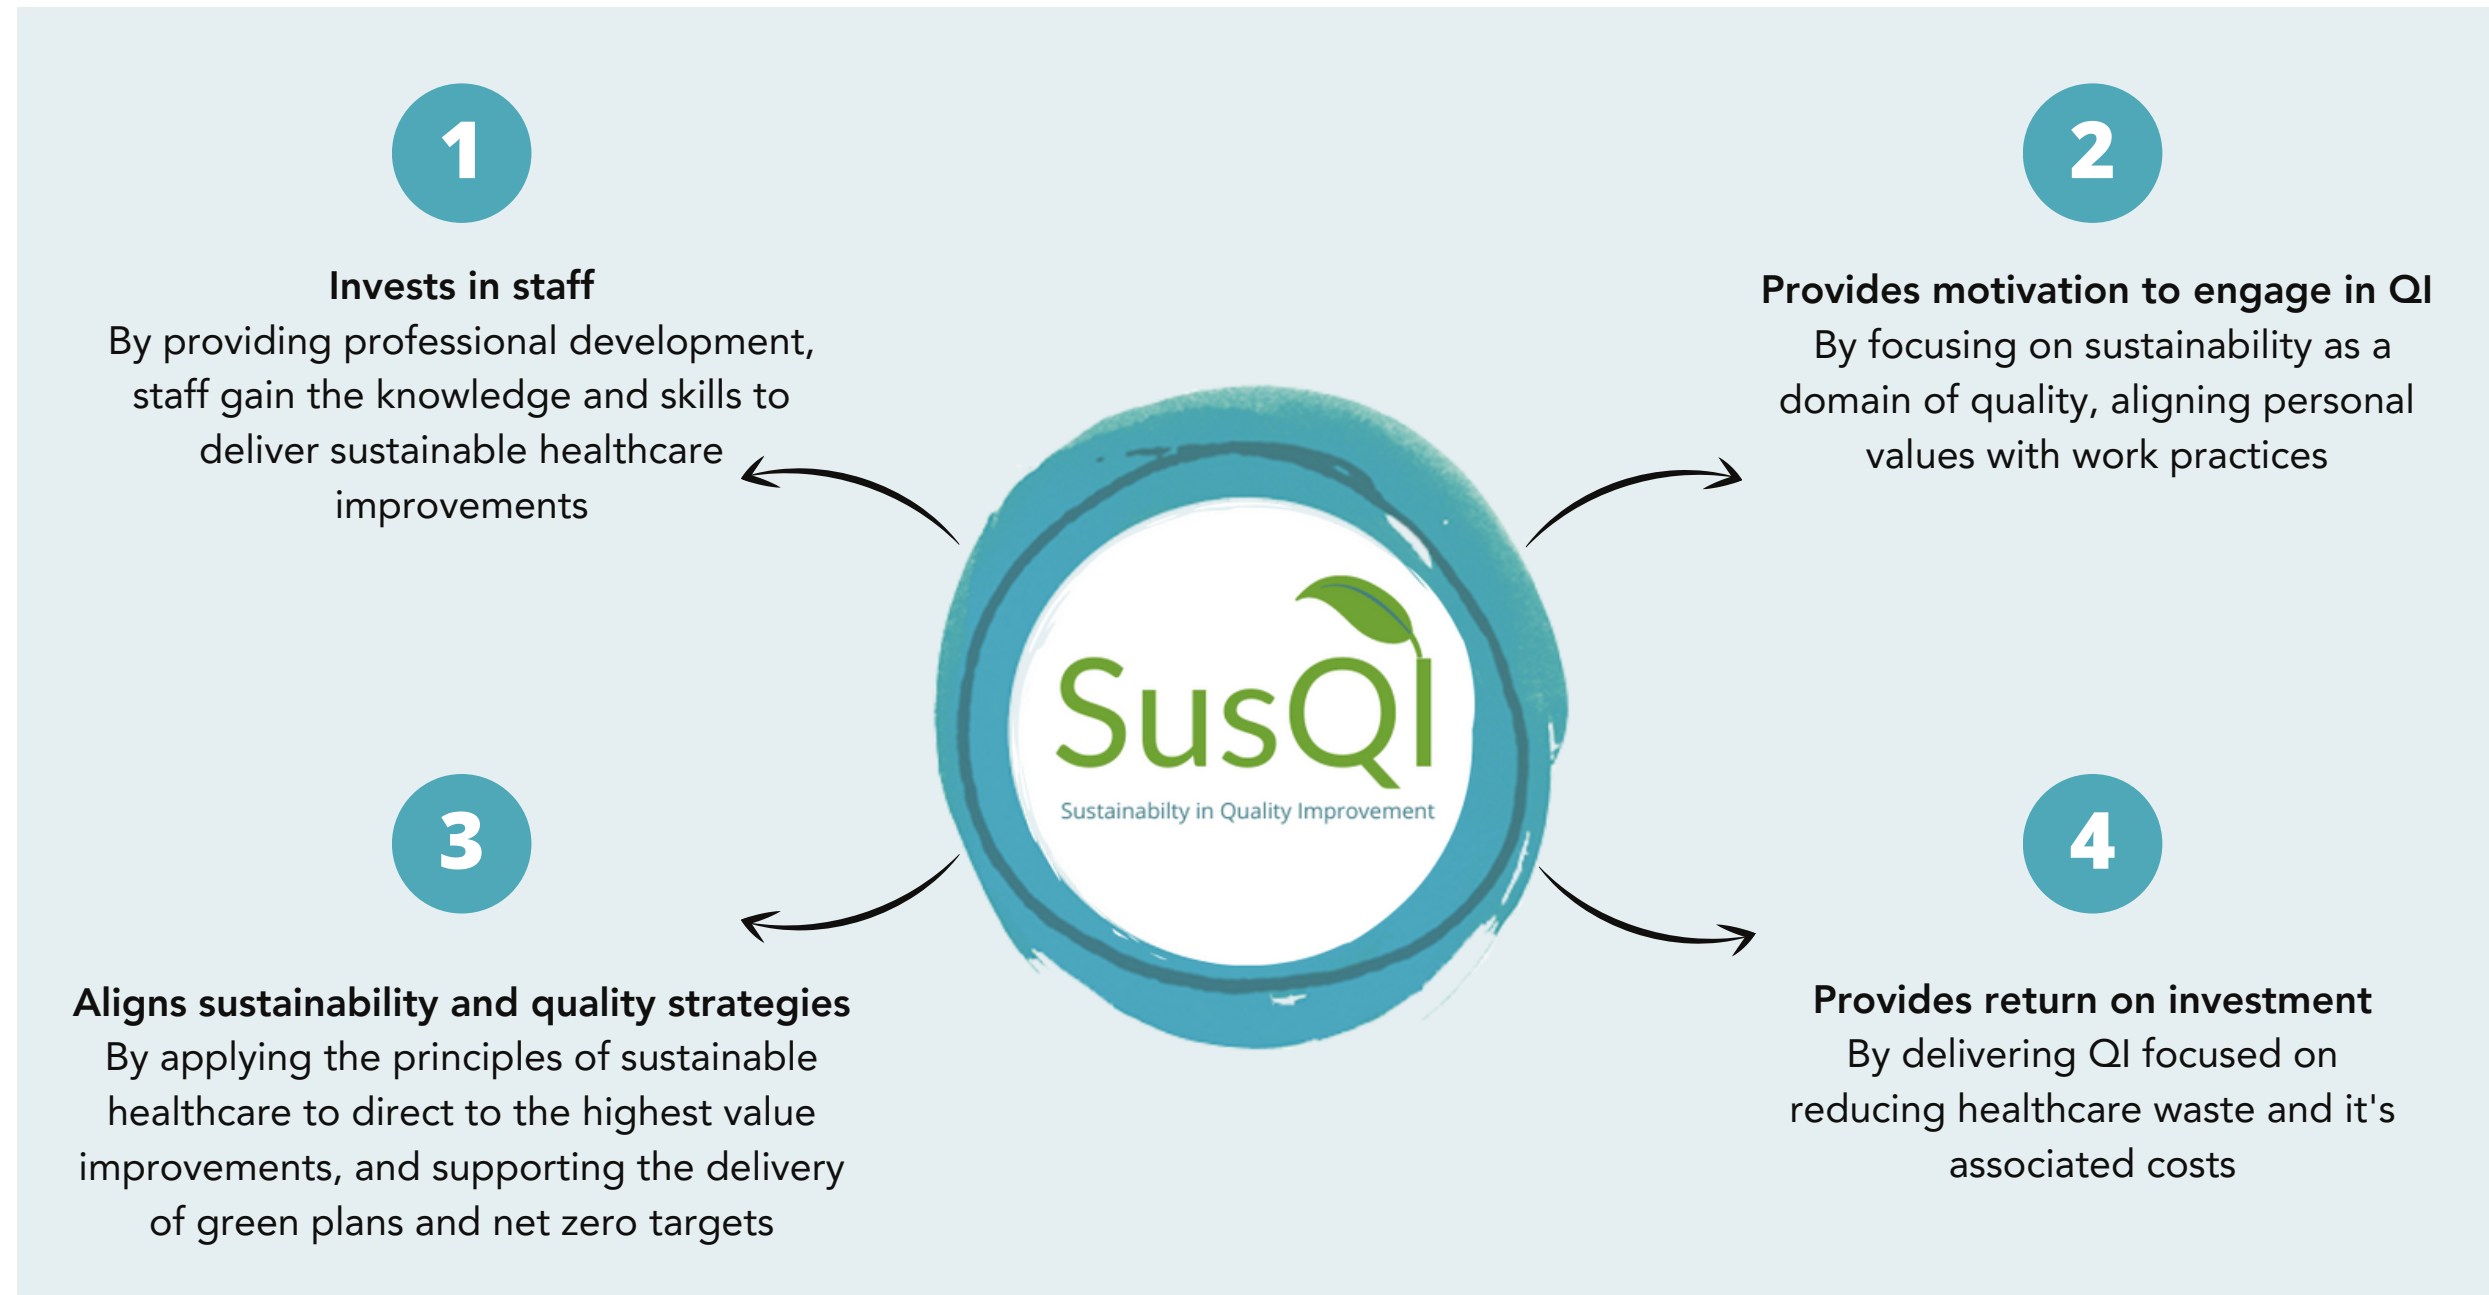 1
Invests in staff
By providing professional development,
staff gain the knowledge and skills to
deliver sustainable healthcare
improvements
2
Provides motivation to engage in QI
By focusing on sustainability as a
domain of quality, aligning personal
values with work practices
SusQI
Sustainabilty in Quality Improvement
3
Aligns sustainability and quality strategies
By applying the principles of sustainable
healthcare to direct to the highest value
improvements, and supporting the delivery
of green plans and net zero targets
4
Provides return on investment
By delivering QI focused on
reducing healthcare waste and it's
associated costs